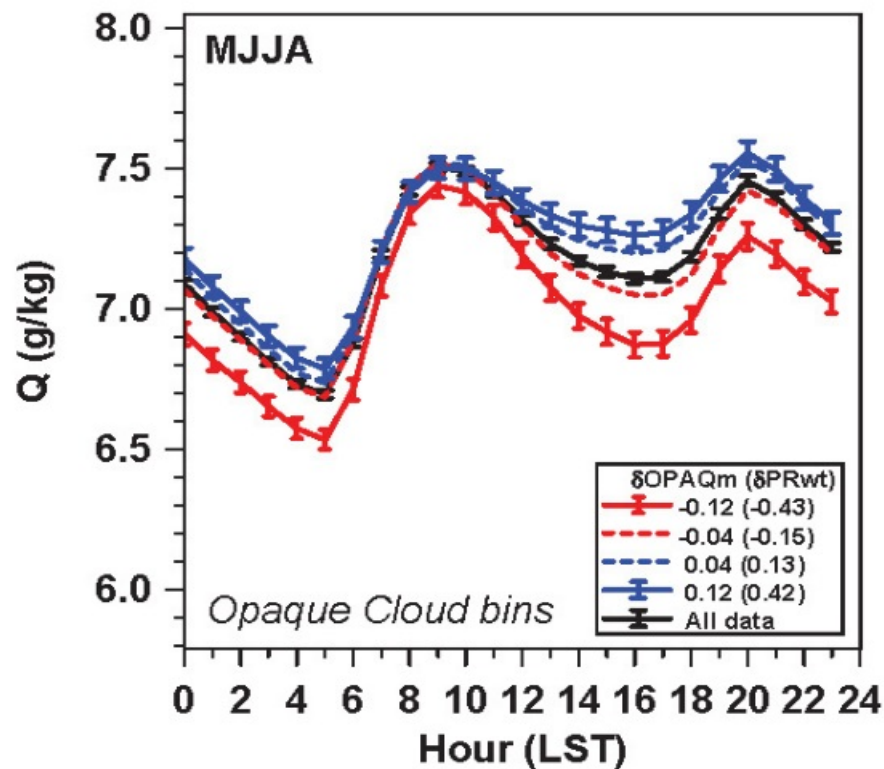 MJJA
8.0
7.5
7.0
6.5
6.0
Q (g/kg)
δOPAQm (δPRwt)
-0.12 (-0.43)
-0.04 (-0.15)
0.04 (0.13)
0.12 (0.42)
All data
Opaque Cloud bins
0 2 4 6 8 10 12 14 16 18 20 22 24
Hour (LST)